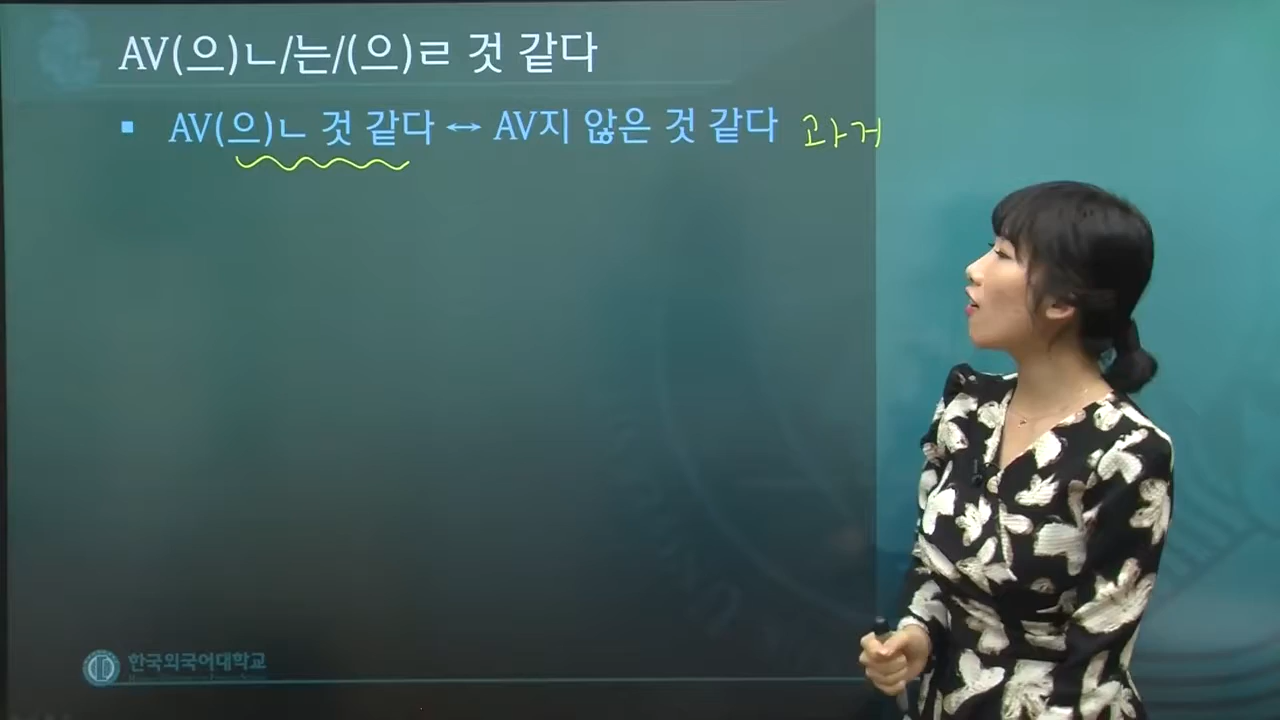 AV(으)ㄴ/는/(으)ㄹ 것 같다
▪ AV(으)ㄴ 것 같다 ↔ AV지 않은 것 같다 과거
한국외국어대학교